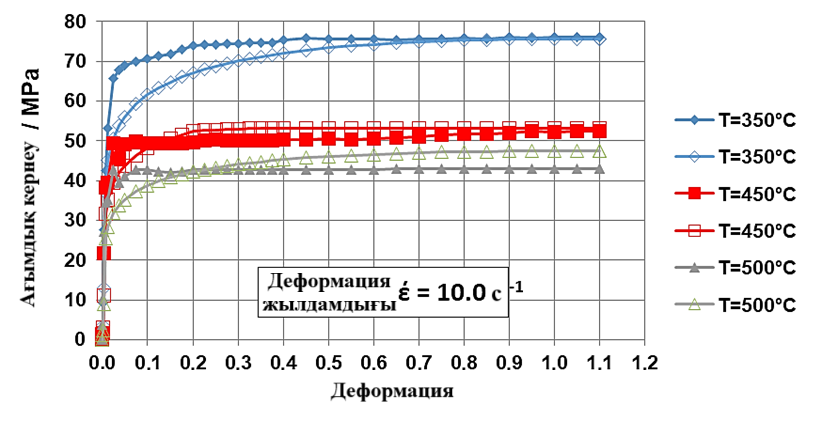 80
70
60
50
40
30
20
10
0
Ағымдық кернеу / MPa
0.0 0.1 0.2 0.3 0.4 0.5 0.6 0.7 0.8 0.9 1.0 1.1 1.2
Деформация
Деформация
жылдамдығы έ = 10.0 с -1
T=350°C
T=350°C
T=450°C
T=450°C
T=500°C
T=500°C